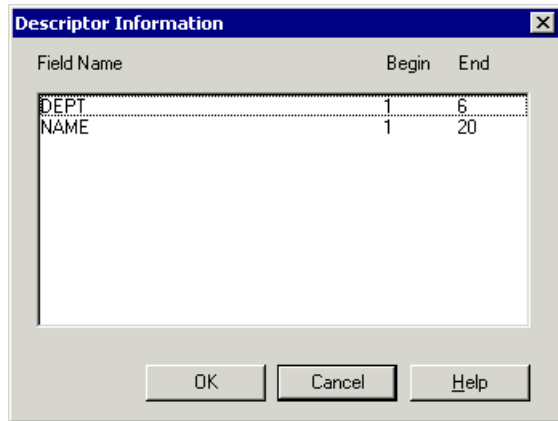 Descriptor Information
Field Name Begin End
DEPT 1 6
NAME 1 20
OK Cancel Help